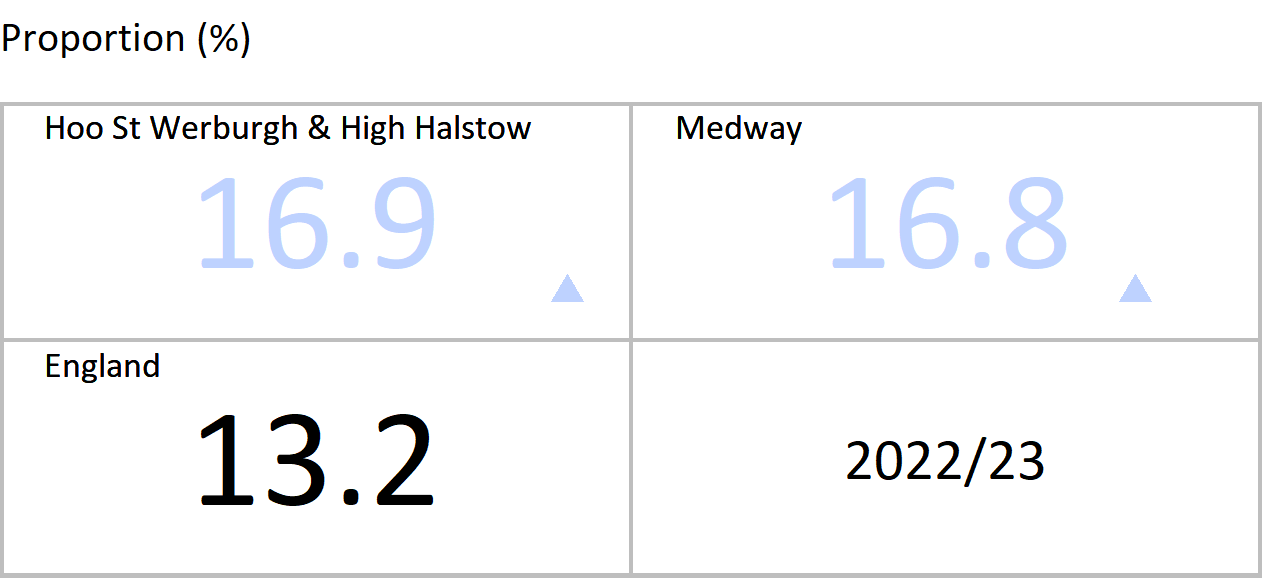 Proportion (%)
Hoo St Werburgh & High Halstow
16.9
Medway
16.8
England
13.2
2022/23